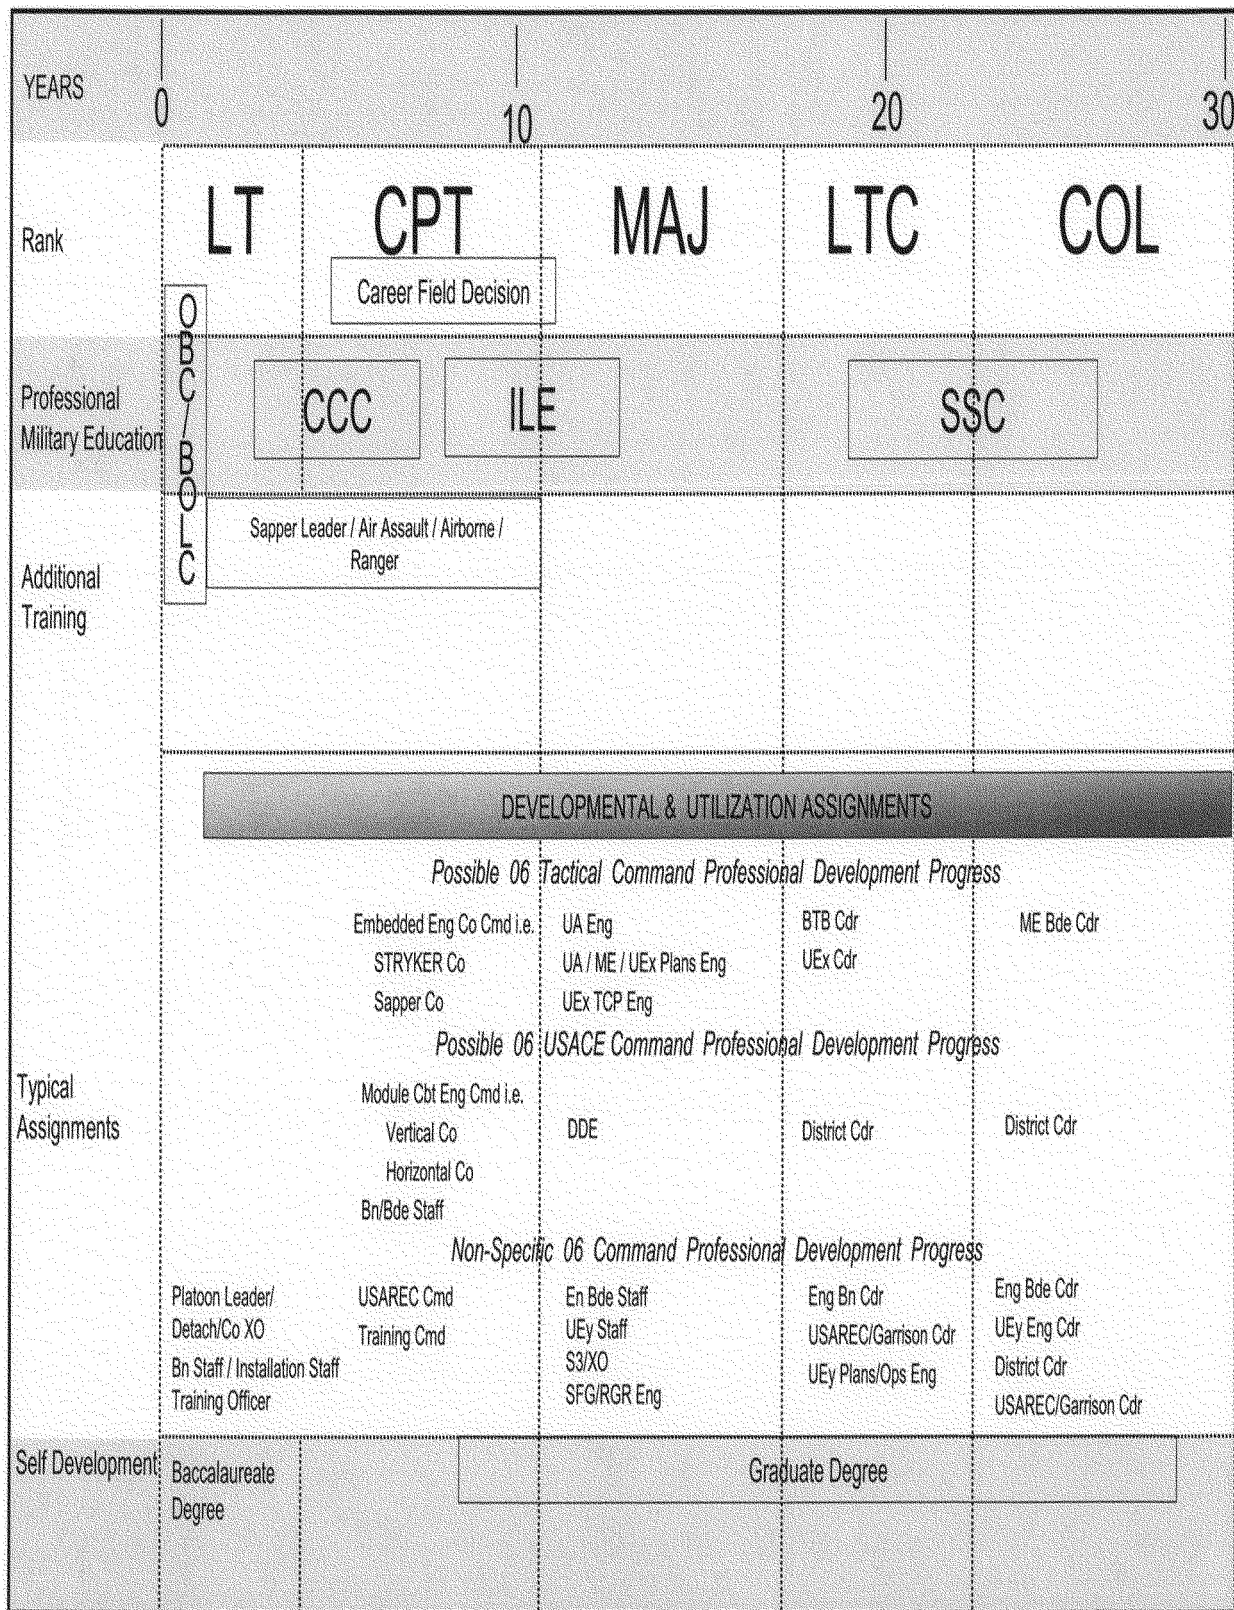 YEARS
0
10
20
30
Rank
LT
CPT
MAJ
LTC
COL
Career Field Decision
OBC/BOLC
Professional
Military Education
CCC
ILE
SSC
Additional
Training
Sapper Leader / Air Assault / Airborne /
Ranger
DEVELOPMENTAL & UTILIZATION ASSIGNMENTS
Typical
Assignments
Possible 06 Tactical Command Professional Development Progress
Embedded Eng Co Cmd i.e.
STRYKER Co
Sapper Co
UA Eng
UA / ME / UEx Plans Eng
UEx TCP Eng
BTB Cdr
UEx Cdr
ME Bde Cdr
Possible 06 USACE Command Professional Development Progress
Module Cbt Eng Cmd i.e.
Vertical Co
Horizontal Co
Bn/Bde Staff
DDE
District Cdr
District Cdr
Non-Specific 06 Command Professional Development Progress
Platoon Leader/
Detach/Co XO
Bn Staff / Installation Staff
Training Officer
USAREC Cmd
Training Cmd
En Bde Staff
UEy Staff
S3/XO
SFG/RGR Eng
Eng Bn Cdr
USAREC/Garrison Cdr
UEy Plans/Ops Eng
Eng Bde Cdr
UEy Eng Cdr
District Cdr
USAREC/Garrison Cdr
Self Development
Baccalaureate
Degree
Graduate Degree